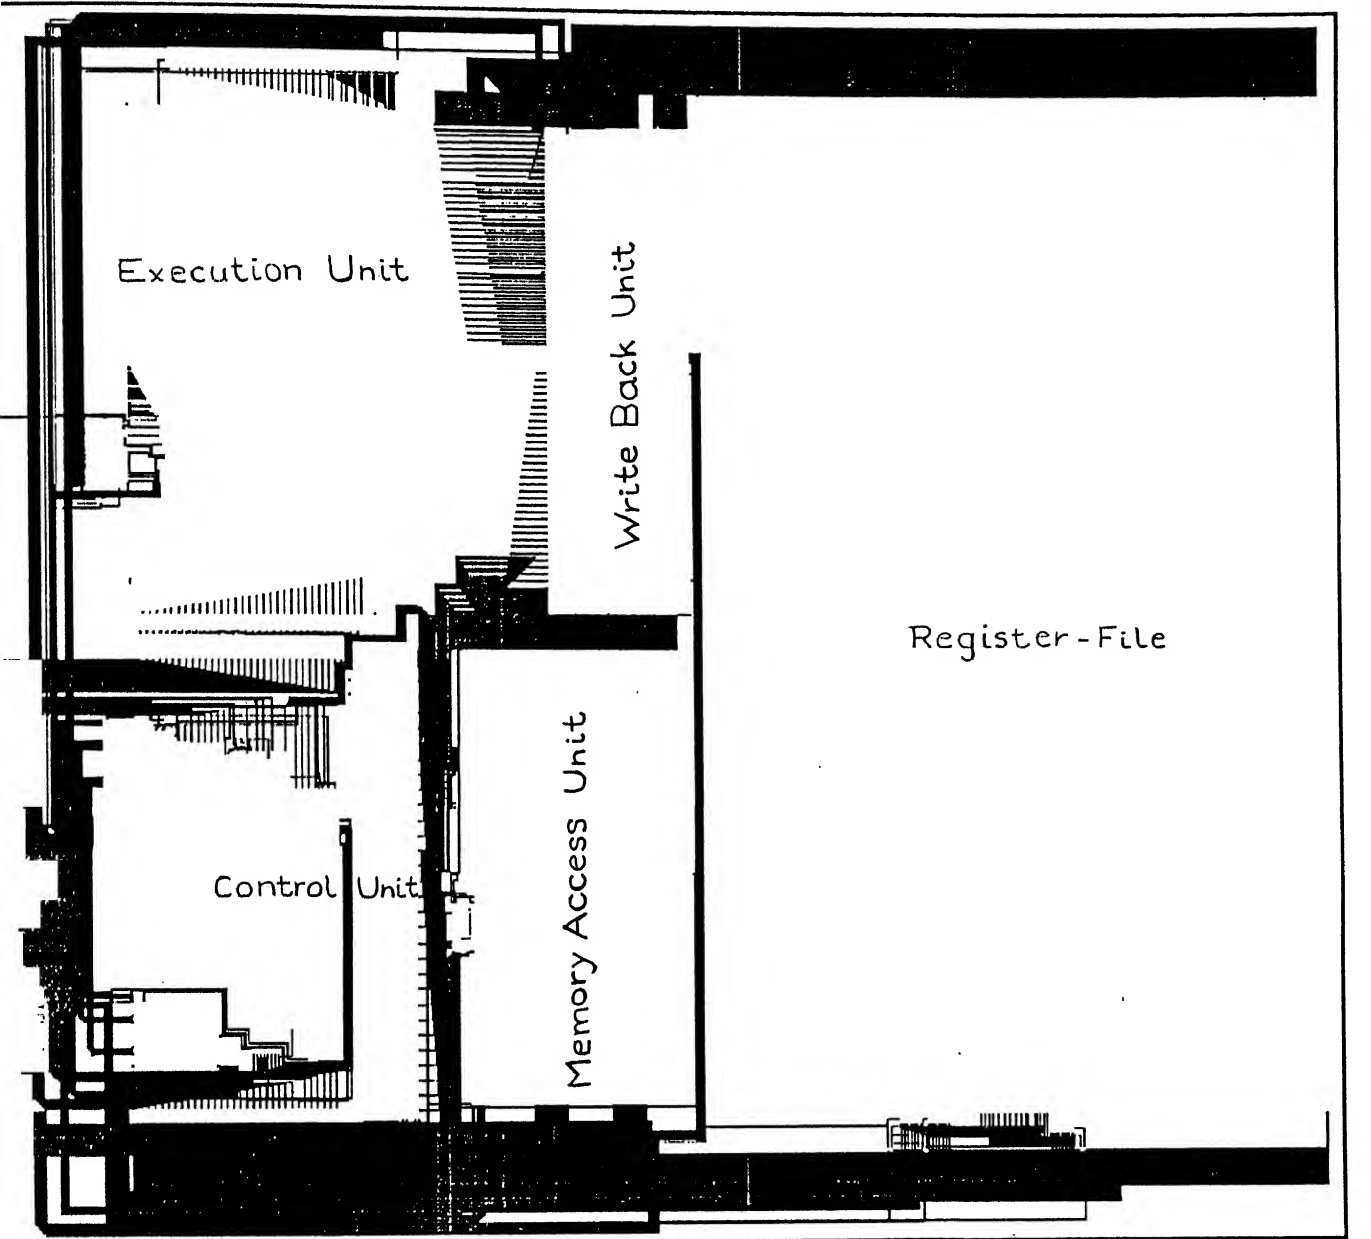 Execution Unit
Write Back Unit
Register-File
Memory Access Unit
Control Unit